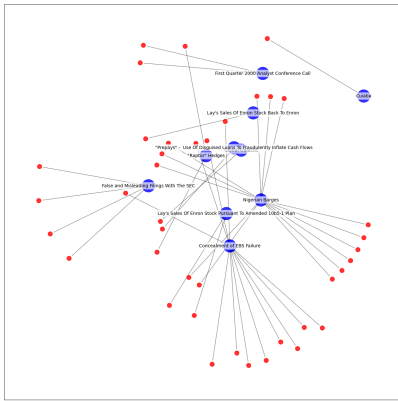 First Quarter 2000 Analyst Conference Call
Cuiaba
Lay's Sales Of Enron Stock Back To Enron
"Prepays" - Use Of Disguised Loans To Fraudulently Inflate Cash Flows
"Raptor" Hedges
False and Misleading Filings With The SEC
Nigerian Barges
Lay's Sales Of Enron Stock Pursuant To Amended 10b5-1 Plan
Concealment of EBS Failure